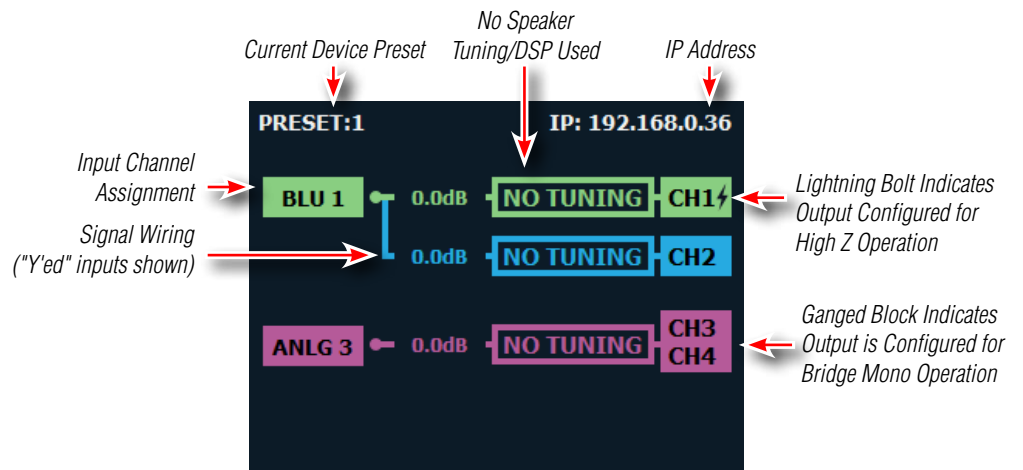 No Speaker
Tuning/DSP Used
Current Device Preset
IP Address
PRESET:1
IP: 192.168.0.36
Input Channel
Assignment
BLU 1
0.0dB
NO TUNING
CH1
Lightning Bolt Indicates
Output Configured for
High Z Operation
Signal Wiring
("Y'ed" inputs shown)
0.0dB
NO TUNING
CH2
ANLG 3
0.0dB
NO TUNING
CH3
CH4
Ganged Block Indicates
Output is Configured for
Bridge Mono Operation